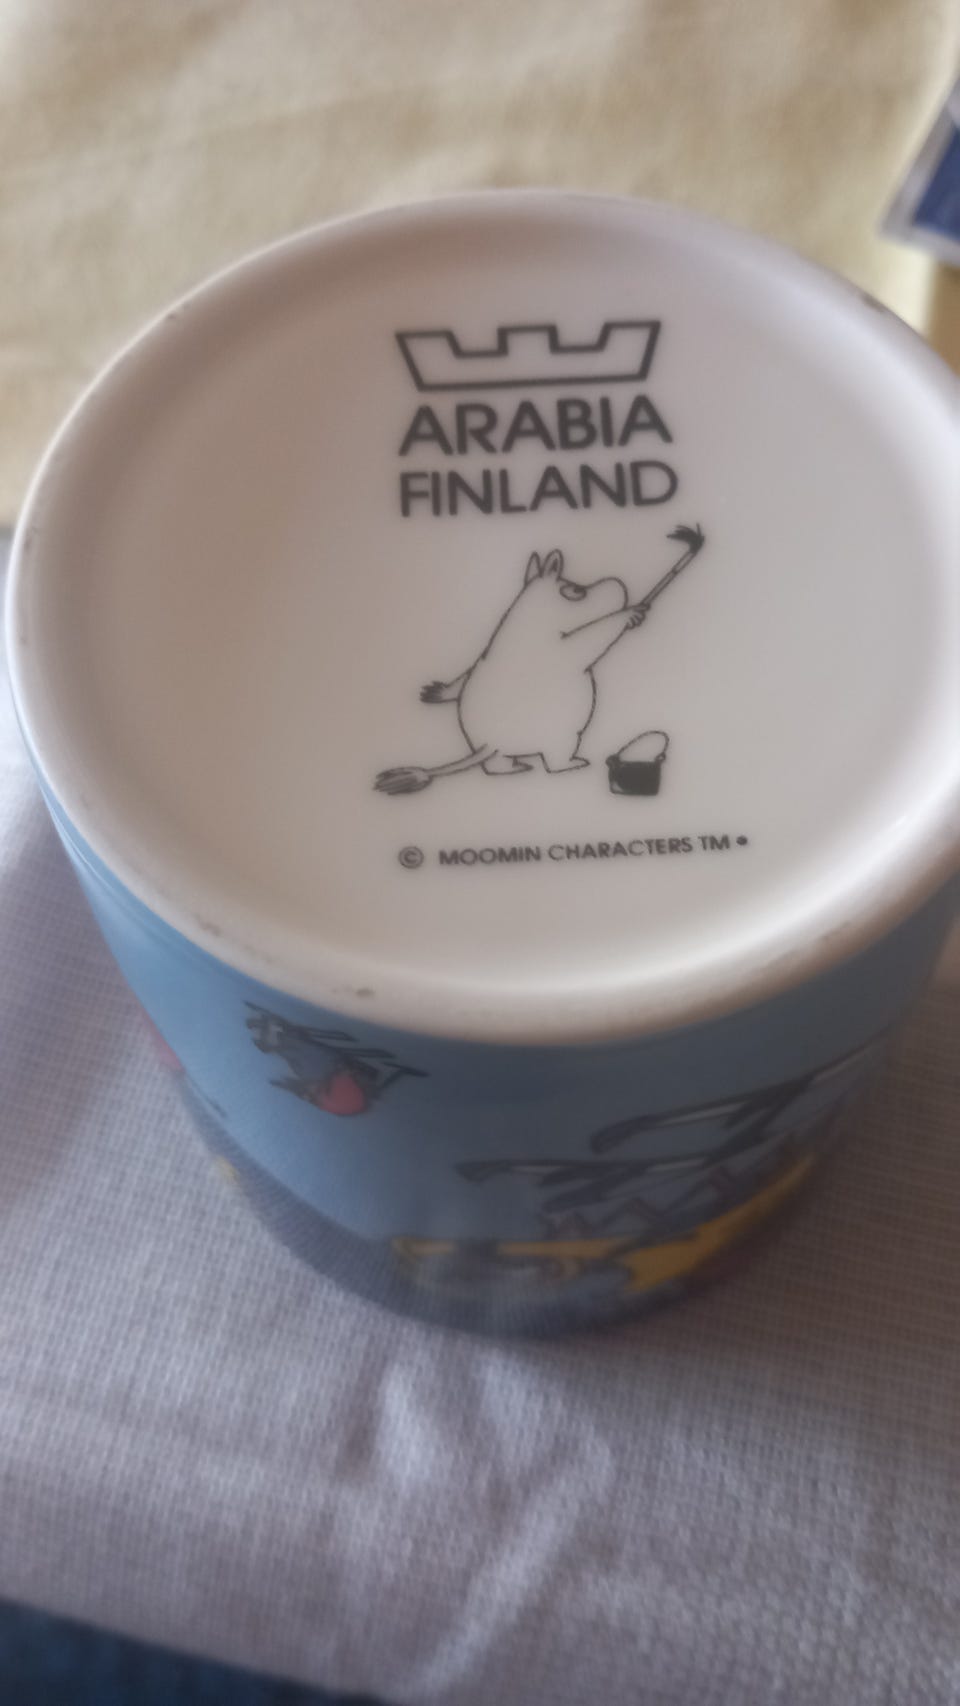 ARABIA
FINLAND
© MOOMIN CHARACTERS TM •